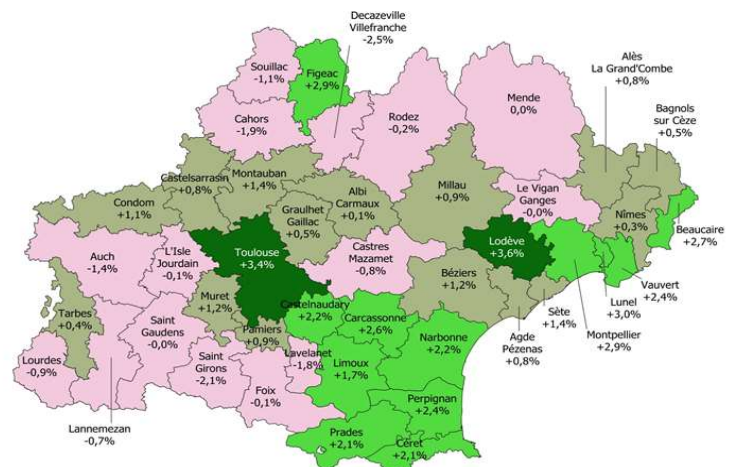 Decazeville
Villefranche
-2,5%
Souillac
-1,1%
Figeac
+2,9%
Alès
La Grand'Combe
+0,8%
Bagnols
sur Cèze
+0,5%
Cahors
-1,9%
Rodez
-0,2%
Mende
0,0%
Castelsarrasin
+0,8%
Montauban
+1,4%
Condom
+1,1%
Albi
Carmaux
+0,1%
Millau
+0,9%
Le Vigan
Ganges
-0,0%
Graulhet
Gaillac
+0,5%
Nîmes
+0,3%
Beaucaire
+2,7%
Auch
-1,4%
L'Isle
Jourdain
-0,1%
Toulouse
+3,4%
Castres
Mazamet
-0,8%
Lodève
+3,6%
Béziers
+1,2%
Vauvert
+2,4%
Lunel
+3,0%
Montpellier
+2,9%
Sète
+1,4%
Agde
Pézenas
+0,8%
Tarbes
+0,4%
Muret
+1,2%
Castelnaudary
+2,2%
Carcassonne
+2,6%
Narbonne
+2,2%
Saint
Gaudens
-0,0%
Pamiers
+0,9%
Lourdes
-0,9%
Saint
Girons
-2,1%
Lavelanet
-1,8%
Limoux
+1,7%
Foix
-0,1%
Perpignan
+2,4%
Lannemezan
-0,7%
Prades
+2,1%
Céret
+2,1%